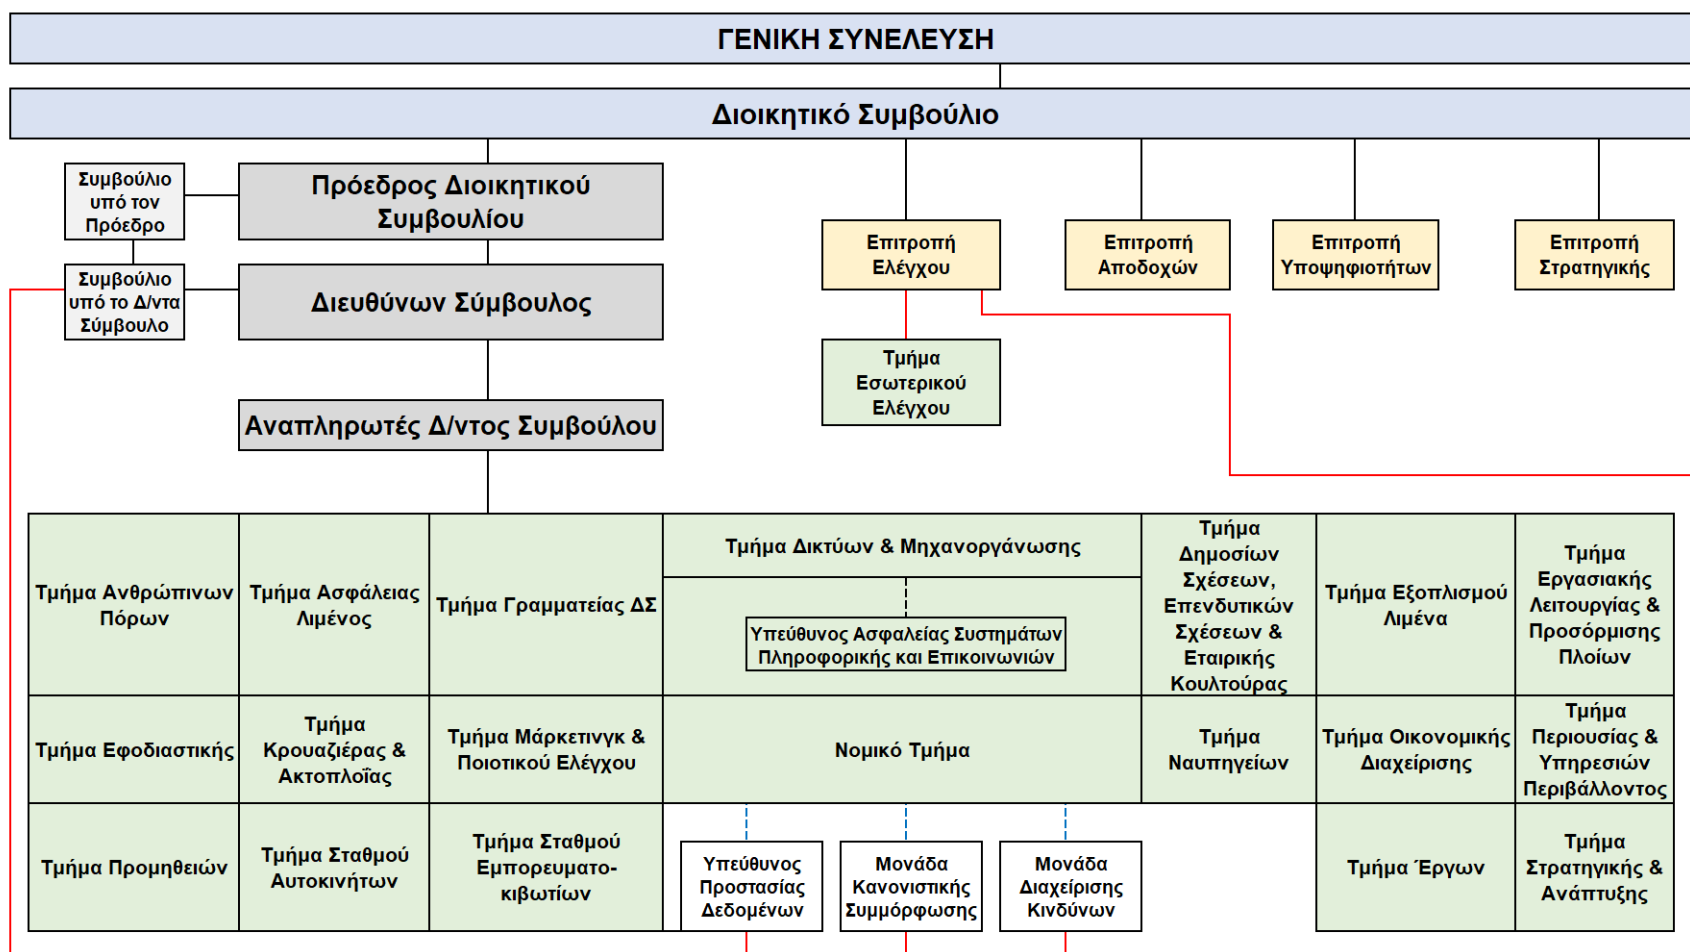 ΓΕΝΙΚΗ ΣΥΝΕΛΕΥΣΗ
Διοικητικό Συμβούλιο
Συμβούλιο
υπό τον
Πρόεδρο
Πρόεδρος Διοικητικού
Συμβουλίου
Επιτροπή
Ελέγχου
Επιτροπή
Αποδοχών
Επιτροπή
Υποψηφιοτήτων
Επιτροπή
Στρατηγικής
Συμβούλιο
υπό το Δ/ντα
Σύμβουλο
Διευθύνων Σύμβουλος
Τμήμα
Εσωτερικού
Ελέγχου
Αναπληρωτές Δ/ντος Συμβούλου
Τμήμα Ανθρώπινων
Πόρων
Τμήμα Ασφάλειας
Λιμένος
Τμήμα Γραμματείας ΔΣ
Τμήμα Δικτύων & Μηχανοργάνωσης
Υπεύθυνος Ασφαλείας Συστημάτων
Πληροφορικής και Επικοινωνιών
Τμήμα
Δημοσίων
Σχέσεων,
Επενδυτικών
Σχέσεων &
Εταιρικής
Κουλτούρας
Τμήμα Εξοπλισμού
Λιμένα
Τμήμα
Εργασιακής
Λειτουργίας &
Προσόρμισης
Πλοίων
Τμήμα Εφοδιαστικής
Τμήμα
Κρουαζιέρας &
Ακτοπλοΐας
Τμήμα Μάρκετινγκ &
Ποιοτικού Ελέγχου
Νομικό Τμήμα
Τμήμα
Ναυπηγείων
Τμήμα Οικονομικής
Διαχείρισης
Τμήμα
Περιουσίας &
Υπηρεσιών
Περιβάλλοντος
Τμήμα Προμηθειών
Τμήμα Σταθμού
Αυτοκινήτων
Τμήμα Σταθμού
Εμπορευματο-
κιβωτίων
Υπεύθυνος
Προστασίας
Δεδομένων
Μονάδα
Κανονιστικής
Συμμόρφωσης
Μονάδα
Διαχείρισης
Κινδύνων
Τμήμα Έργων
Τμήμα
Στρατηγικής &
Ανάπτυξης